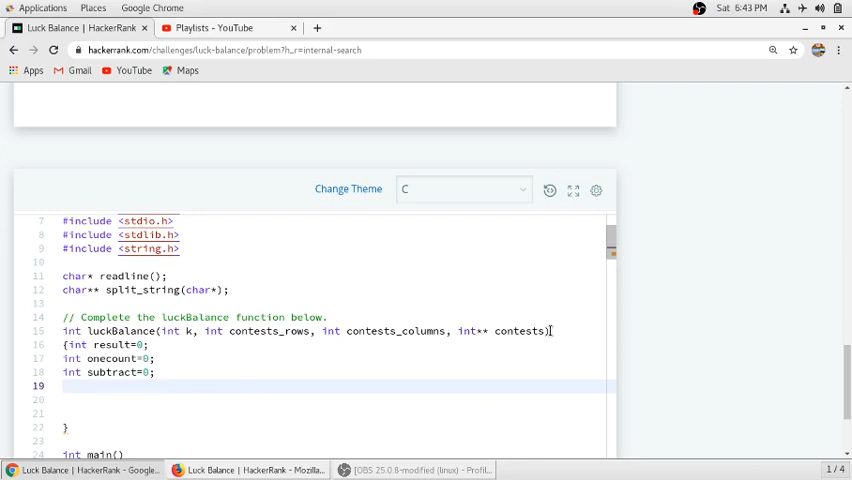 Applications Places Google Chrome Sat 6:43 PM
Luck Balance | HackerRank × Playlists - YouTube × +
hackerrank.com/challenges/luck-balance/problem?h_r=internal-search
Apps Gmail YouTube Maps
Change Theme C
7 #include <stdio.h>
8 #include <stdlib.h>
9 #include <string.h>
10
11 char* readline();
12 char** split_string(char*);
13
14 // Complete the luckBalance function below.
15 int luckBalance(int k, int contests_rows, int contests_columns, int** contests)
16 {int result=0;
17 int onecount=0;
18 int subtract=0;
19
20
21
22 }
23
24 int main()
Luck Balance | HackerRank - Google... Luck Balance | HackerRank - Mozilla... [OBS 25.0.8-modified (linux) - Profil... 1 / 4